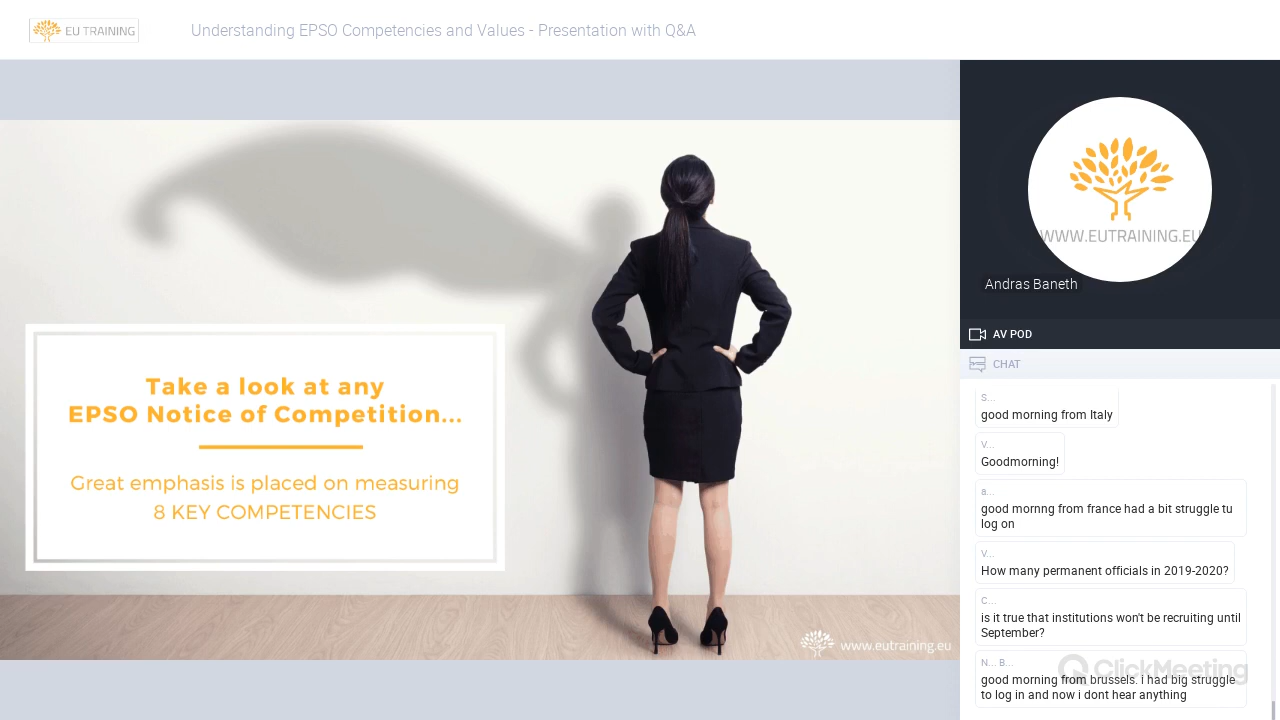 EU TRAINING
Understanding EPSO Competencies and Values - Presentation with Q&A
Take a look at any
EPSO Notice of Competition...
Great emphasis is placed on measuring
8 KEY COMPETENCIES
www.eutraining.eu
WWW.EUTRAINING.EU
Andras Baneth
AV POD
CHAT
S...
good morning from Italy
V...
Goodmorning!
a...
good mornng from france had a bit struggle tu
log on
V...
How many permanent officials in 2019-2020?
C...
is it true that institutions won't be recruiting until
September?
N... B...
good morning from brussels. i had big struggle
to log in and now i dont hear anything
ClickMeeting